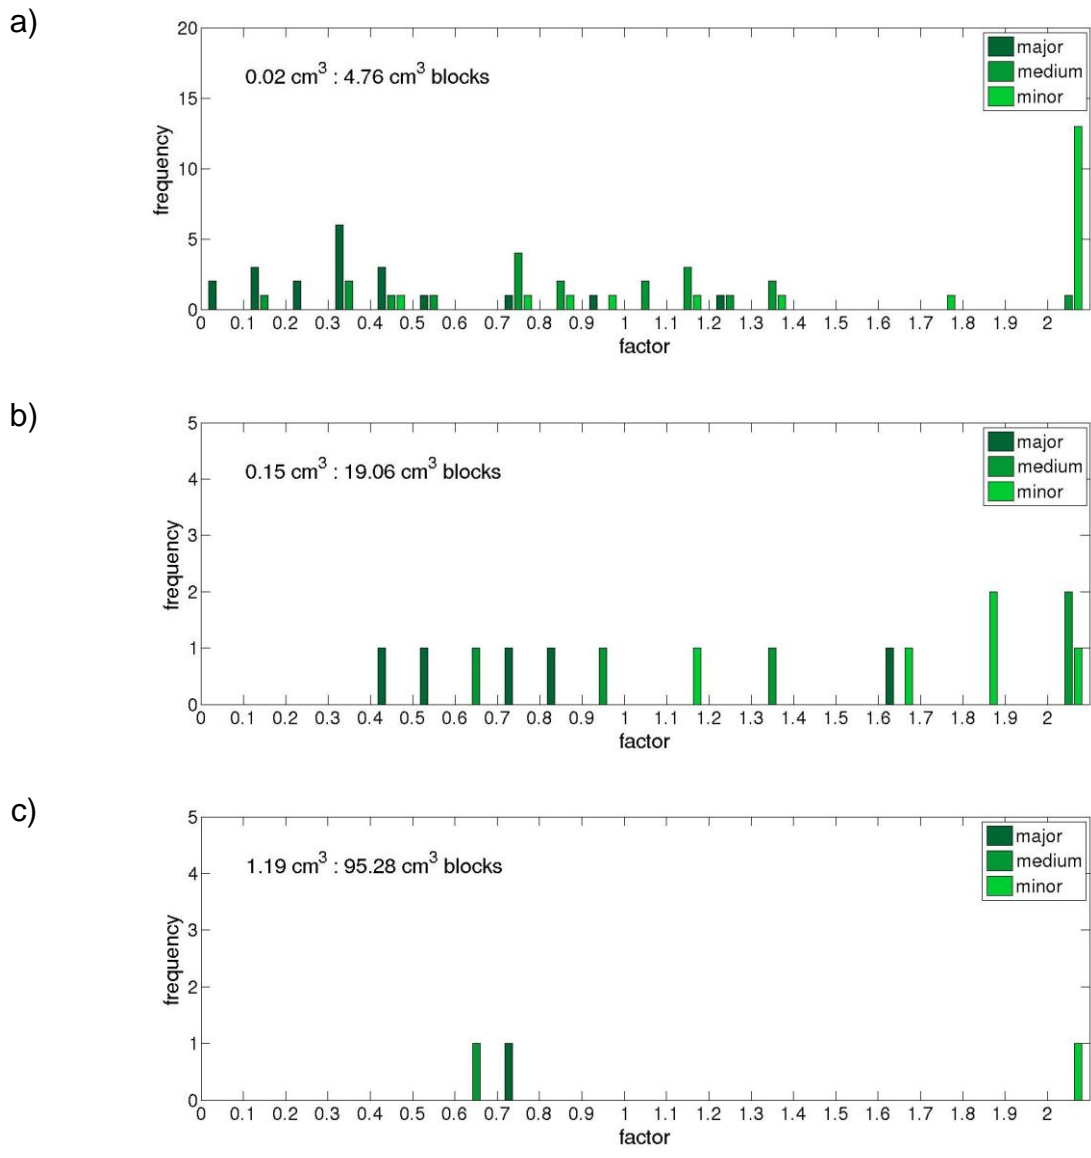 a)
20
15
10
5
0
frequency
0.02 cm³ : 4.76 cm³ blocks
major
medium
minor
0 0.1 0.2 0.3 0.4 0.5 0.6 0.7 0.8 0.9 1 1.1 1.2 1.3 1.4 1.5 1.6 1.7 1.8 1.9 2
factor
b)
5
4
3
2
1
0
frequency
0.15 cm³ : 19.06 cm³ blocks
major
medium
minor
0 0.1 0.2 0.3 0.4 0.5 0.6 0.7 0.8 0.9 1 1.1 1.2 1.3 1.4 1.5 1.6 1.7 1.8 1.9 2
factor
c)
5
4
3
2
1
0
frequency
1.19 cm³ : 95.28 cm³ blocks
major
medium
minor
0 0.1 0.2 0.3 0.4 0.5 0.6 0.7 0.8 0.9 1 1.1 1.2 1.3 1.4 1.5 1.6 1.7 1.8 1.9 2
factor